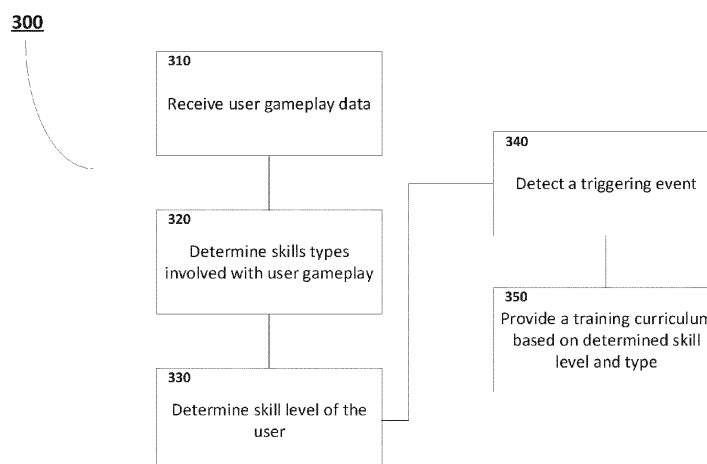 300
310
Receive user gameplay data
320
Determine skills types
involved with user gameplay
330
Determine skill level of the
user
340
Detect a triggering event
350
Provide a training curriculum
based on determined skill
level and type